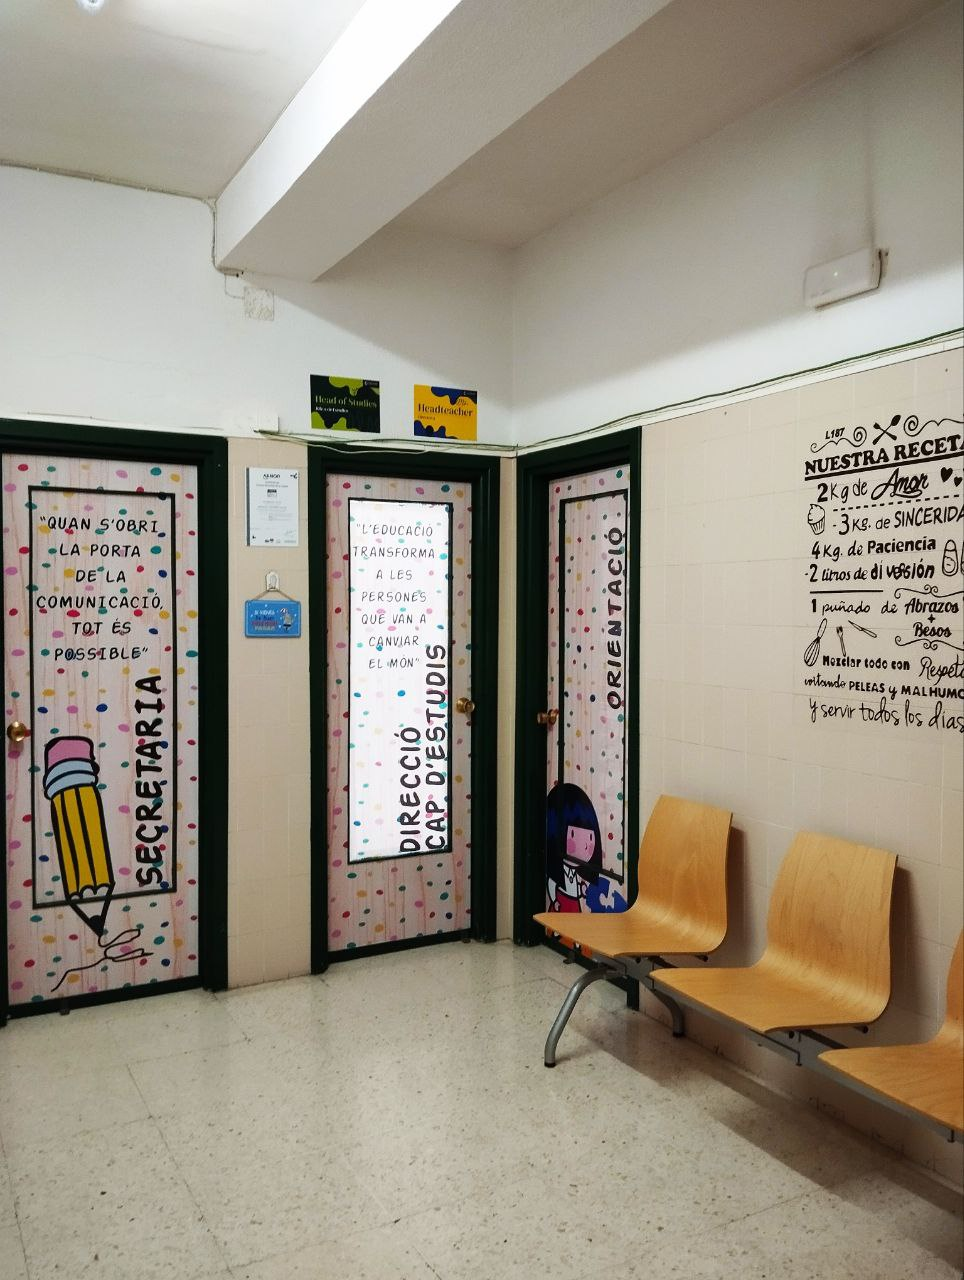 Head of Studies
Headteacher
"QUAN S'OBRI
LA PORTA
DE LA
COMUNICACIÓ,
TOT ÉS
POSSIBLE"
SECRETARIA
AENOR
"L'EDUCACIÓ
TRANSFORMA
A LES
PERSONES
QUE VAN A
CANVIAR
EL MÓN"
DIRECCIÓ
CAP D'ESTUDIS
ORIENTACIÓ
L187
NUESTRA RECETA
2 Kg de Amor
-3 KG. de SINCERIDA
4 Kg. de Paciencia
-2 litros de diversión
1 puñado de Abrazos
+
Besos
Mezclar todo con Respeto
evitando PELEAS y MALHUMO
y servir todos los días